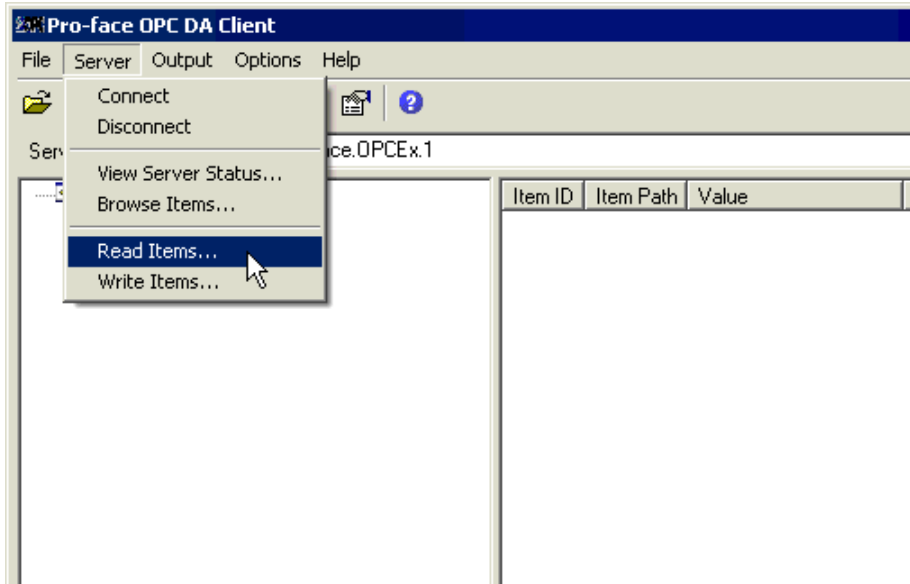 Pro-face OPC DA Client
File Server Output Options Help
Connect
Disconnect
ice.OPCEx.1
View Server Status...
Browse Items...
Item ID Item Path Value
Read Items...
Write Items...